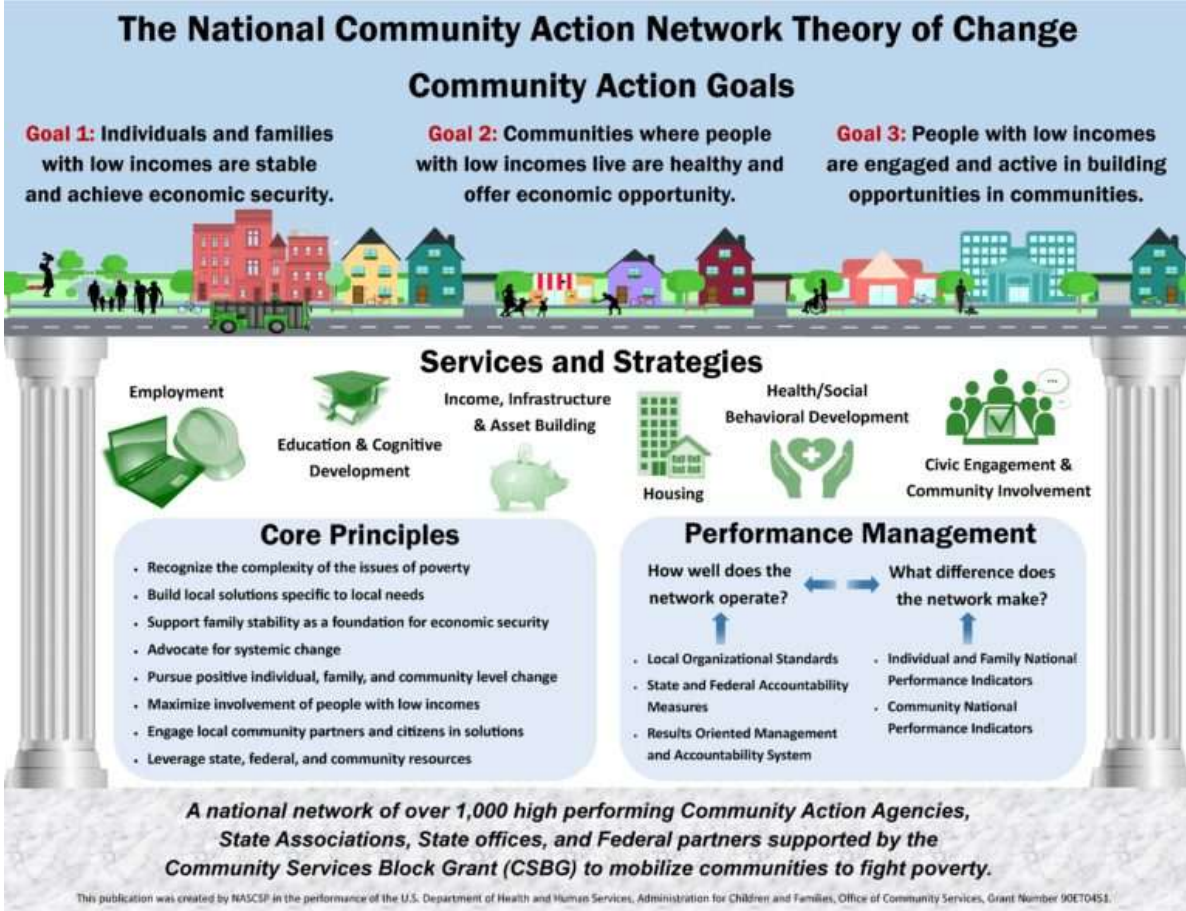 The National Community Action Network Theory of Change
Community Action Goals
Goal 1: Individuals and families
with low incomes are stable
and achieve economic security.
Goal 2: Communities where people
with low incomes live are healthy and
offer economic opportunity.
Goal 3: People with low incomes
are engaged and active in building
opportunities in communities.
Services and Strategies
Employment
Education & Cognitive
Development
Income, Infrastructure
& Asset Building
Housing
Health/Social
Behavioral Development
Civic Engagement &
Community Involvement
Core Principles
• Recognize the complexity of the issues of poverty
• Build local solutions specific to local needs
• Support family stability as a foundation for economic security
• Advocate for systemic change
• Pursue positive individual, family, and community level change
• Maximize involvement of people with low incomes
• Engage local community partners and citizens in solutions
• Leverage state, federal, and community resources
Performance Management
How well does the
network operate?
• Local Organizational Standards
• State and Federal Accountability
Measures
• Results Oriented Management
and Accountability System
What difference does
the network make?
• Individual and Family National
Performance Indicators
• Community National
Performance Indicators
A national network of over 1,000 high performing Community Action Agencies,
State Associations, State offices, and Federal partners supported by the
Community Services Block Grant (CSBG) to mobilize communities to fight poverty.
This publication was created by NASCSP in the performance of the U.S. Department of Health and Human Services, Administration for Children and Families, Office of Community Services, Grant Number 90ET0451.